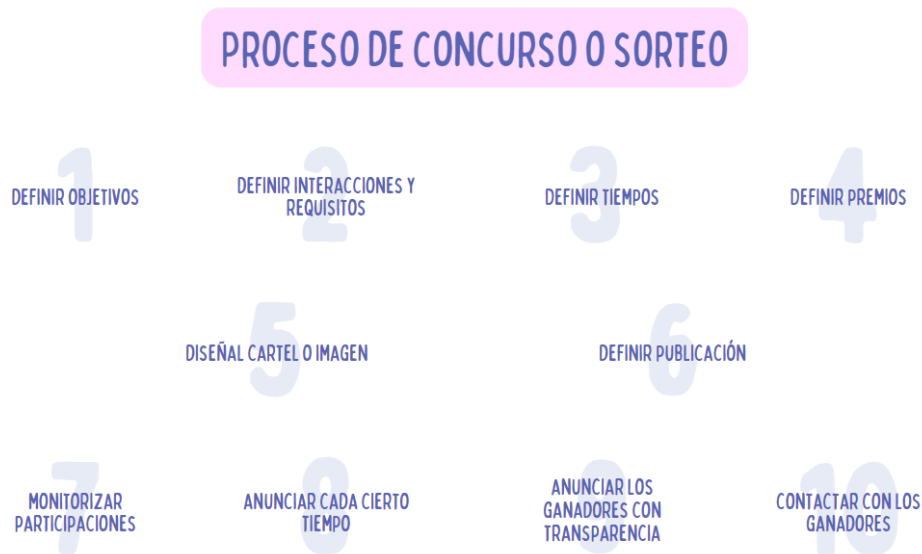 PROCESO DE CONCURSO O SORTEO
1
DEFINIR OBJETIVOS
2
DEFINIR INTERACCIONES Y
REQUISITOS
3
DEFINIR TIEMPOS
4
DEFINIR PREMIOS
5
DISEÑAL CARTEL O IMAGEN
6
DEFINIR PUBLICACIÓN
7
MONITORIZAR
PARTICIPACIONES
8
ANUNCIAR CADA CIERTO
TIEMPO
9
ANUNCIAR LOS
GANADORES CON
TRANSPARENCIA
10
CONTACTAR CON LOS
GANADORES